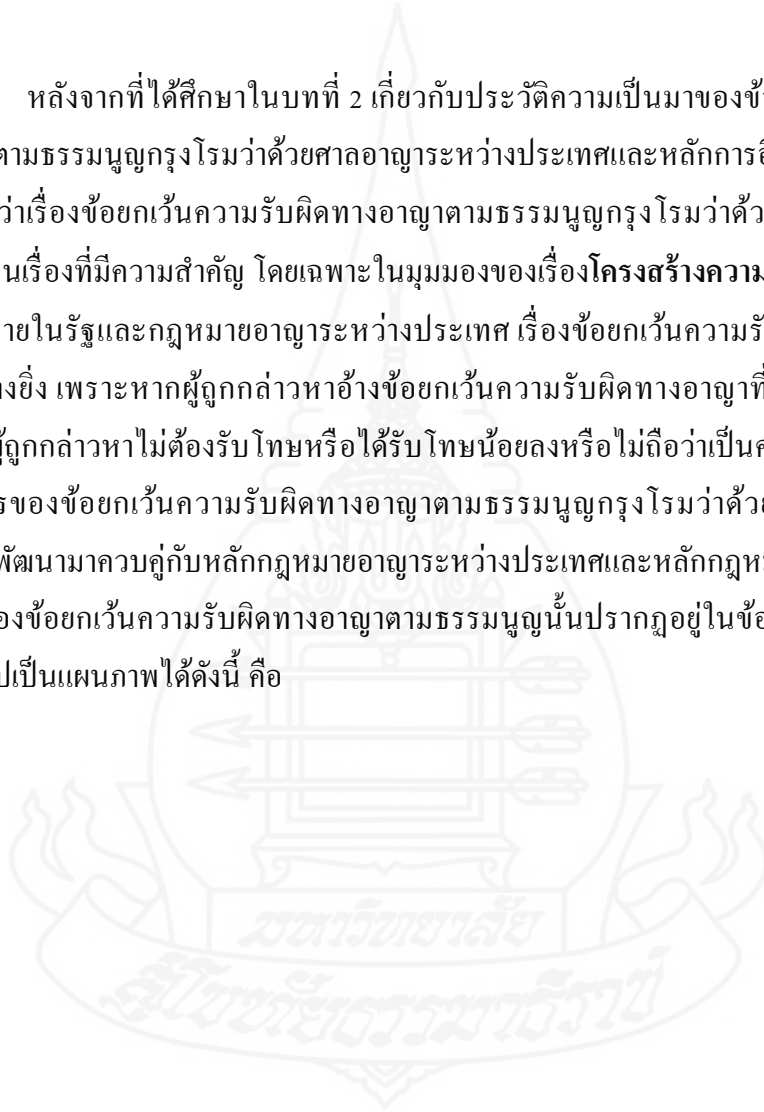 หลังจากที่ได้ศึกษาในบทที่ 2 เกี่ยวกับประวัติความเป็นมาของข้
ตามธรรมนูญกรุงโรมว่าด้วยศาลอาญาระหว่างประเทศและหลักการอื
ว่าเรื่องข้อยกเว้นความรับผิดทางอาญาตามธรรมนูญกรุงโรมว่าด้ว
นเรื่องที่มีความสำคัญ โดยเฉพาะในมุมมองของเรื่องโครงสร้างความ
ายในรัฐและกฎหมายอาญาระหว่างประเทศ เรื่องข้อยกเว้นความรั
างยิ่ง เพราะหากผู้ถูกกล่าวหาอ้างข้อยกเว้นความรับผิดทางอาญาที่
ผู้ถูกกล่าวหาไม่ต้องรับโทษหรือได้รับโทษน้อยลงหรือไม่ถือว่าเป็นค
รของข้อยกเว้นความรับผิดทางอาญาตามธรรมนูญกรุงโรมว่าด้ว
พัฒนามาควบคู่กับหลักกฎหมายอาญาระหว่างประเทศและหลักกฎห
องข้อยกเว้นความรับผิดทางอาญาตามธรรมนูญนั้นปรากฏอยู่ในข้อ
ปเป็นแผนภาพได้ดังนี้ คือ
มหาวิทยาลัย
สุโขทัยธรรมาธิราช